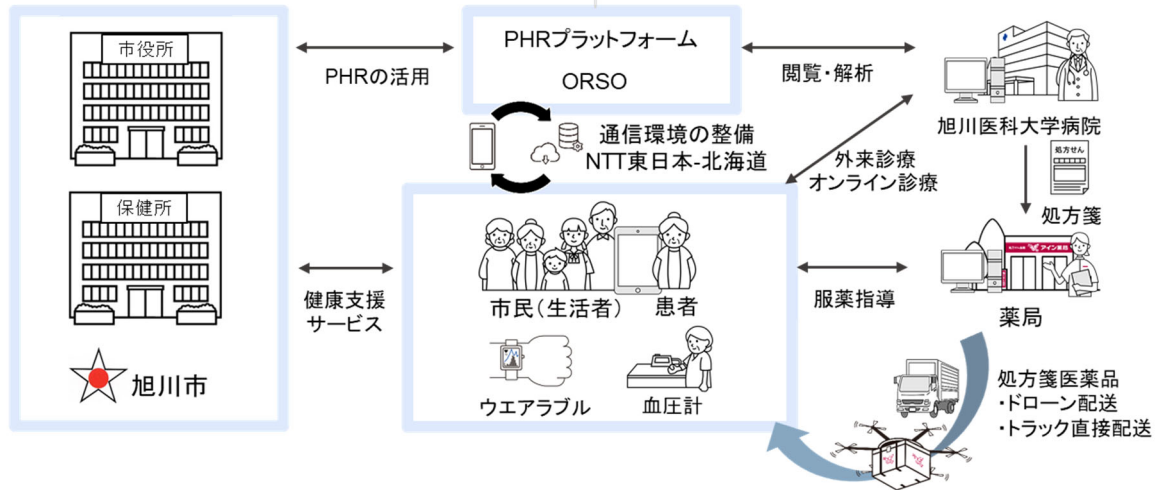 市役所
保健所
旭川市
PHRの活用
健康支援
サービス
PHRプラットフォーム
ORSO
通信環境の整備
NTT東日本-北海道
市民(生活者)
患者
ウエアラブル
血圧計
閲覧・解析
外来診療
オンライン診療
服薬指導
旭川医科大学病院
処方せん
処方箋
アイン薬局
薬局
処方箋医薬品
・ドローン配送
・トラック直接配送